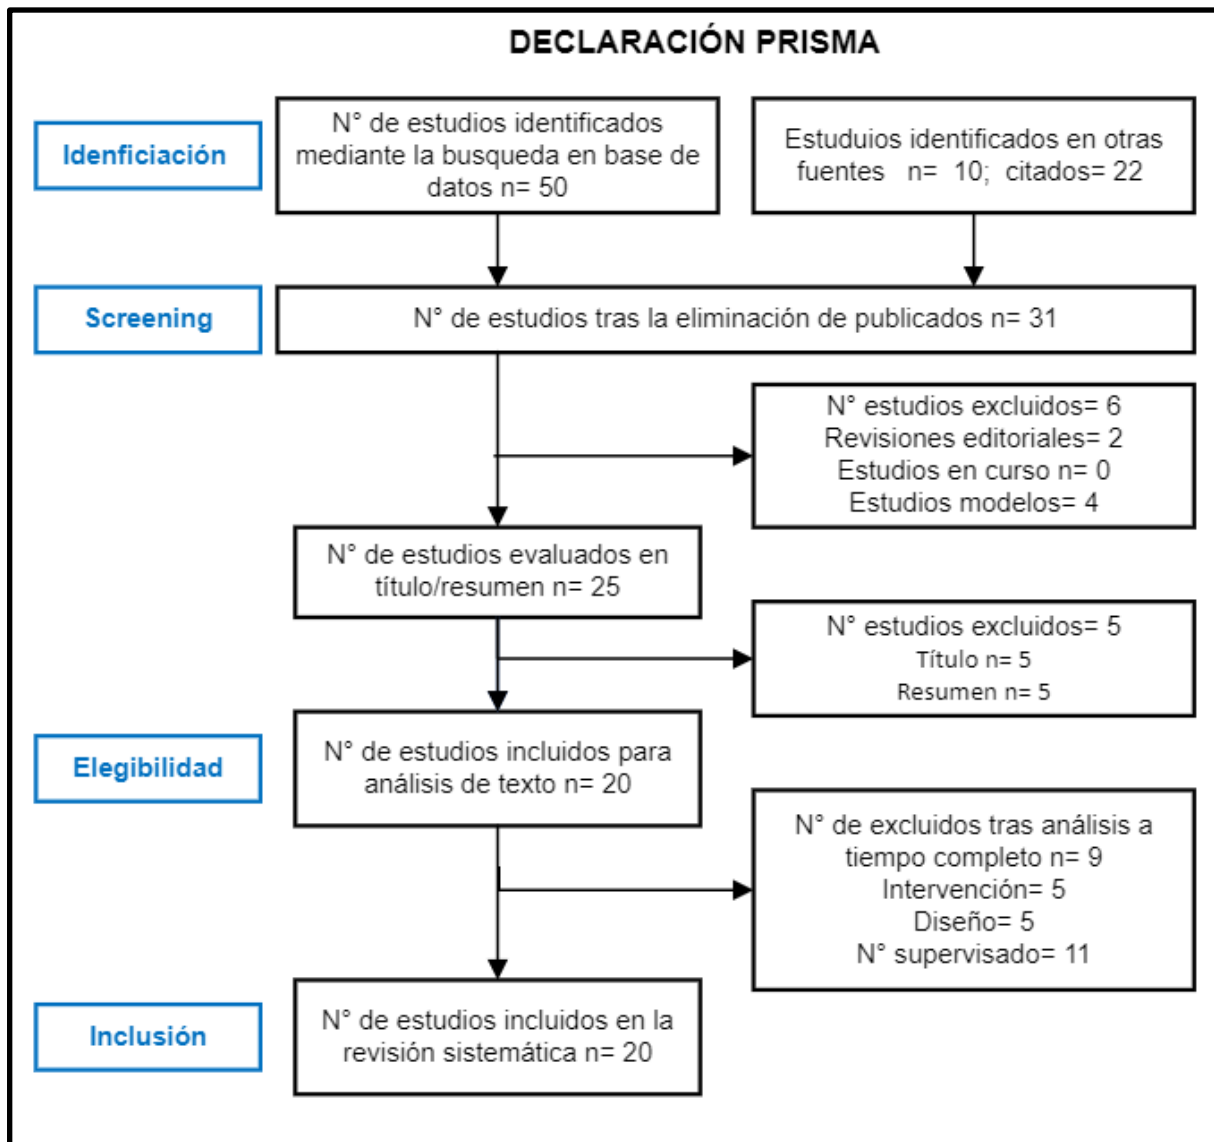 DECLARACIÓN PRISMA
Idenficiación
N° de estudios identificados
mediante la busqueda en base de
datos n= 50
Estuduios identificados en otras
fuentes n= 10; citados= 22
Screening
N° de estudios tras la eliminación de publicados n= 31
N° estudios excluidos= 6
Revisiones editoriales= 2
Estudios en curso n= 0
Estudios modelos= 4
N° de estudios evaluados en
título/resumen n= 25
N° estudios excluidos= 5
Título n= 5
Resumen n= 5
Elegibilidad
N° de estudios incluidos para
análisis de texto n= 20
N° de excluidos tras análisis a
tiempo completo n= 9
Intervención= 5
Diseño= 5
N° supervisado= 11
Inclusión
N° de estudios incluidos en la
revisión sistemática n= 20